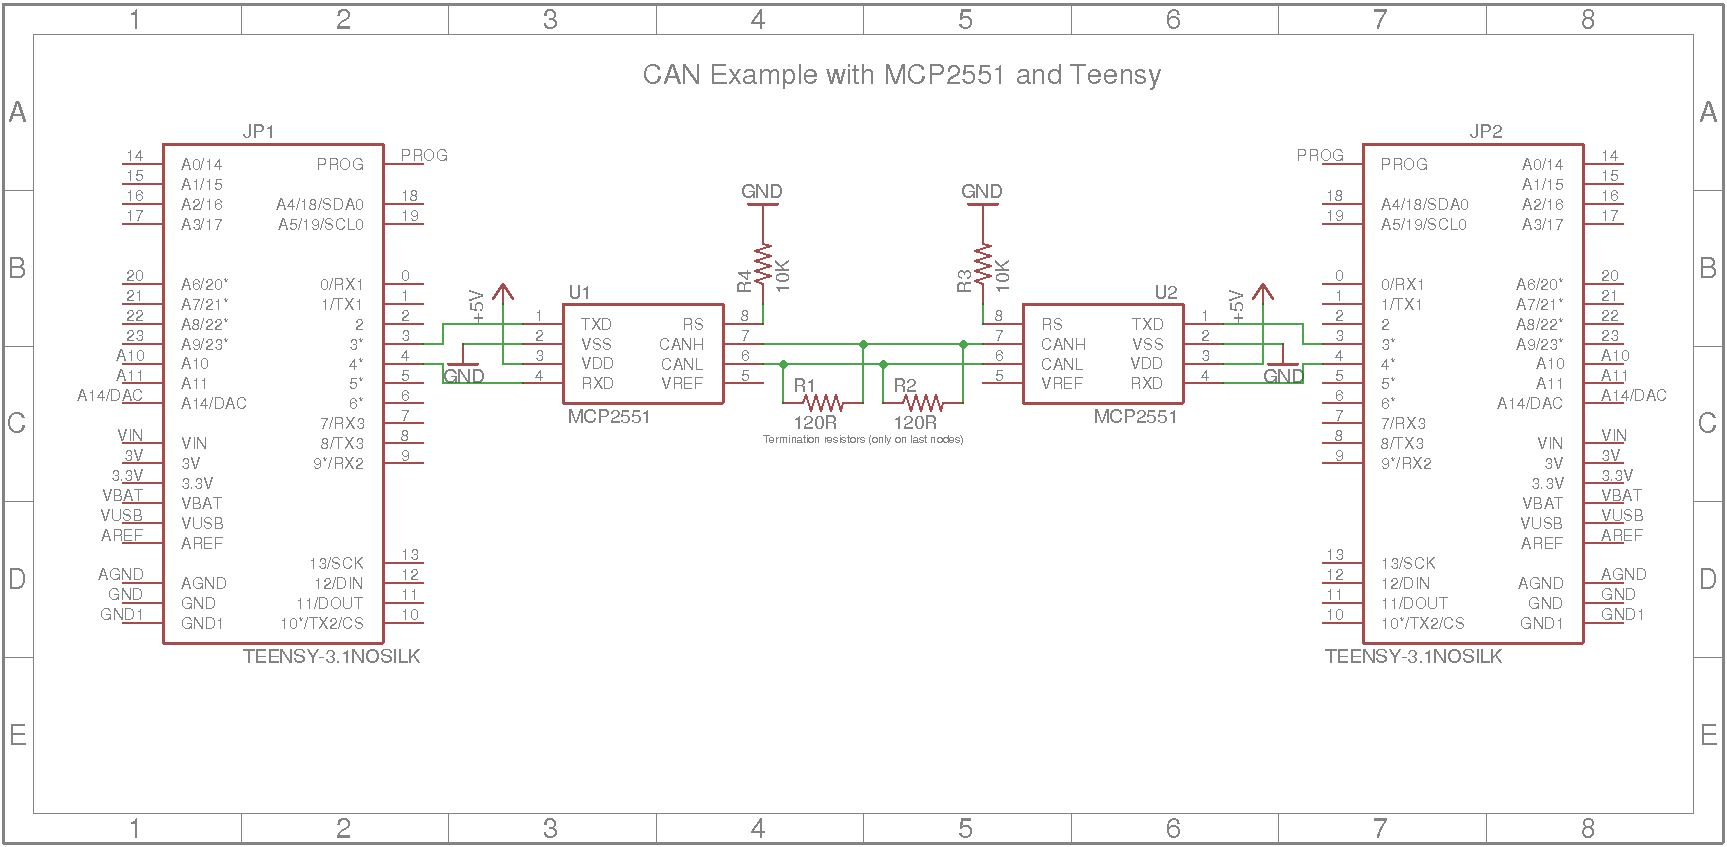 1 2 3 4 5 6 7 8
CAN Example with MCP2551 and Teensy
A A
JP1
14 A0/14 PROG PROG
15 A1/15
16 A2/16 A4/18/SDA0 18
17 A3/17 A5/19/SCL0 19
20 A6/20* 0/RX1 0
21 A7/21* 1/TX1 1
22 A8/22* 2 2
23 A9/23* 3* 3
A10 A10 4* 4
A11 A11 5* 5
A14/DAC A14/DAC 6* 6
7/RX3 7
VIN VIN 8/TX3 8
3V 3V 9*/RX2 9
3.3V 3.3V
VBAT VBAT
VUSB VUSB
AREF AREF
13/SCK 13
AGND AGND 12/DIN 12
GND GND 11/DOUT 11
GND1 GND1 10*/TX2/CS 10
TEENSY-3.1NOSILK
B B
+5V
GND
U1
1 TXD RS 8
2 VSS CANH 7
3 VDD CANL 6
4 RXD VREF 5
MCP2551
GND
R4
10K
GND
R3
10K
R1 R2
120R 120R
Termination resistors (only on last nodes)
U2
8 RS TXD 1
7 CANH VSS 2
6 CANL VDD 3
5 VREF RXD 4
MCP2551
+5V
GND
C C
JP2
PROG PROG A0/14 14
A1/15 15
18 A4/18/SDA0 A2/16 16
19 A5/19/SCL0 A3/17 17
0 0/RX1 A6/20* 20
1 1/TX1 A7/21* 21
2 2 A8/22* 22
3 3* A9/23* 23
4 4* A10 A10
5 5* A11 A11
6 6* A14/DAC A14/DAC
7 7/RX3
8 8/TX3 VIN VIN
9 9*/RX2 3V 3V
3.3V 3.3V
VBAT VBAT
VUSB VUSB
AREF AREF
13 13/SCK
12 12/DIN AGND AGND
11 11/DOUT GND GND
10 10*/TX2/CS GND1 GND1
TEENSY-3.1NOSILK
D D
E E
1 2 3 4 5 6 7 8